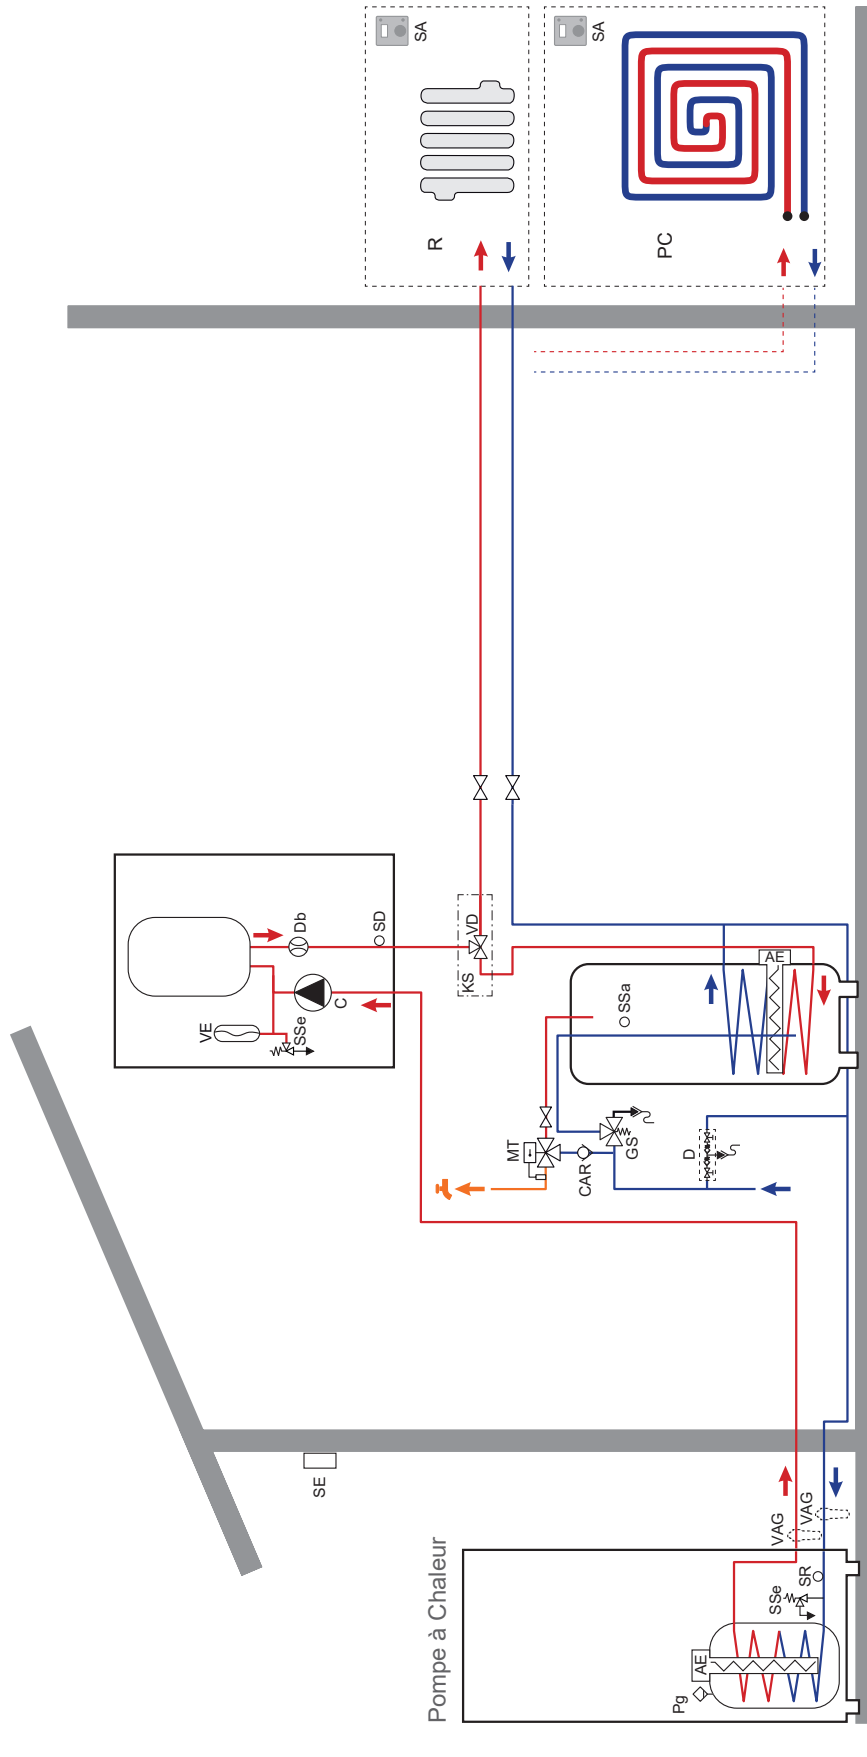 Pompe à Chaleur
Pg
AE
SSe
SR
VAG
VAG
SE
MT
CAR
GS
D
SSa
AE
VE
SSe
C
Db
SD
KS
VD
R
SA
PC
SA